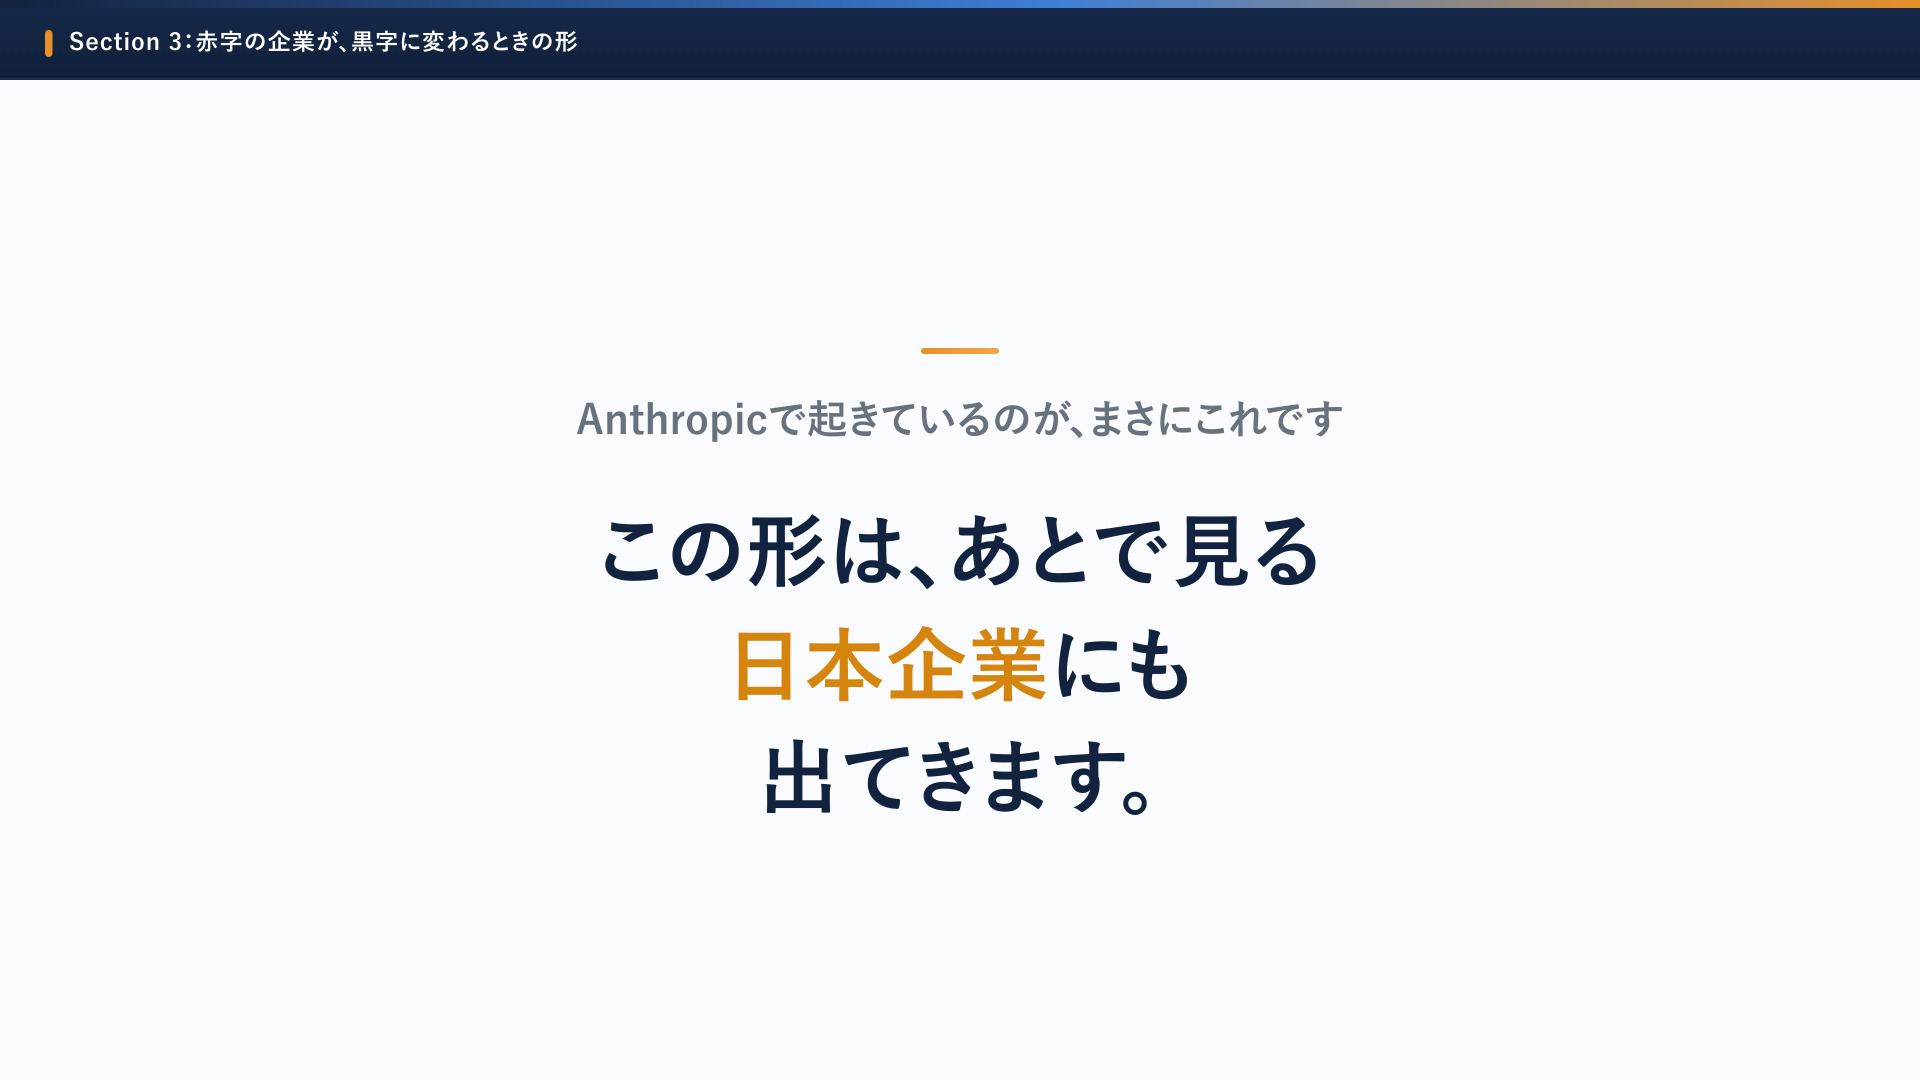 Section 3：赤字の企業が、黒字に変わるときの形
Anthropicで起きているのが、まさにこれです
この形は、あとで見る
日本企業にも
出てきます。